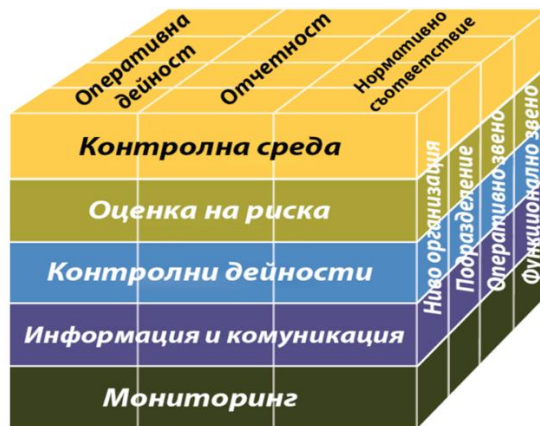 Оперативна
дейност
Отчетност
Нормативно
съответствие
Контролна среда
Оценка на риска
Контролни дейности
Информация и комуникация
Мониторинг
Ниво организация
Подразделение
Оперативно звено
Функционално звено